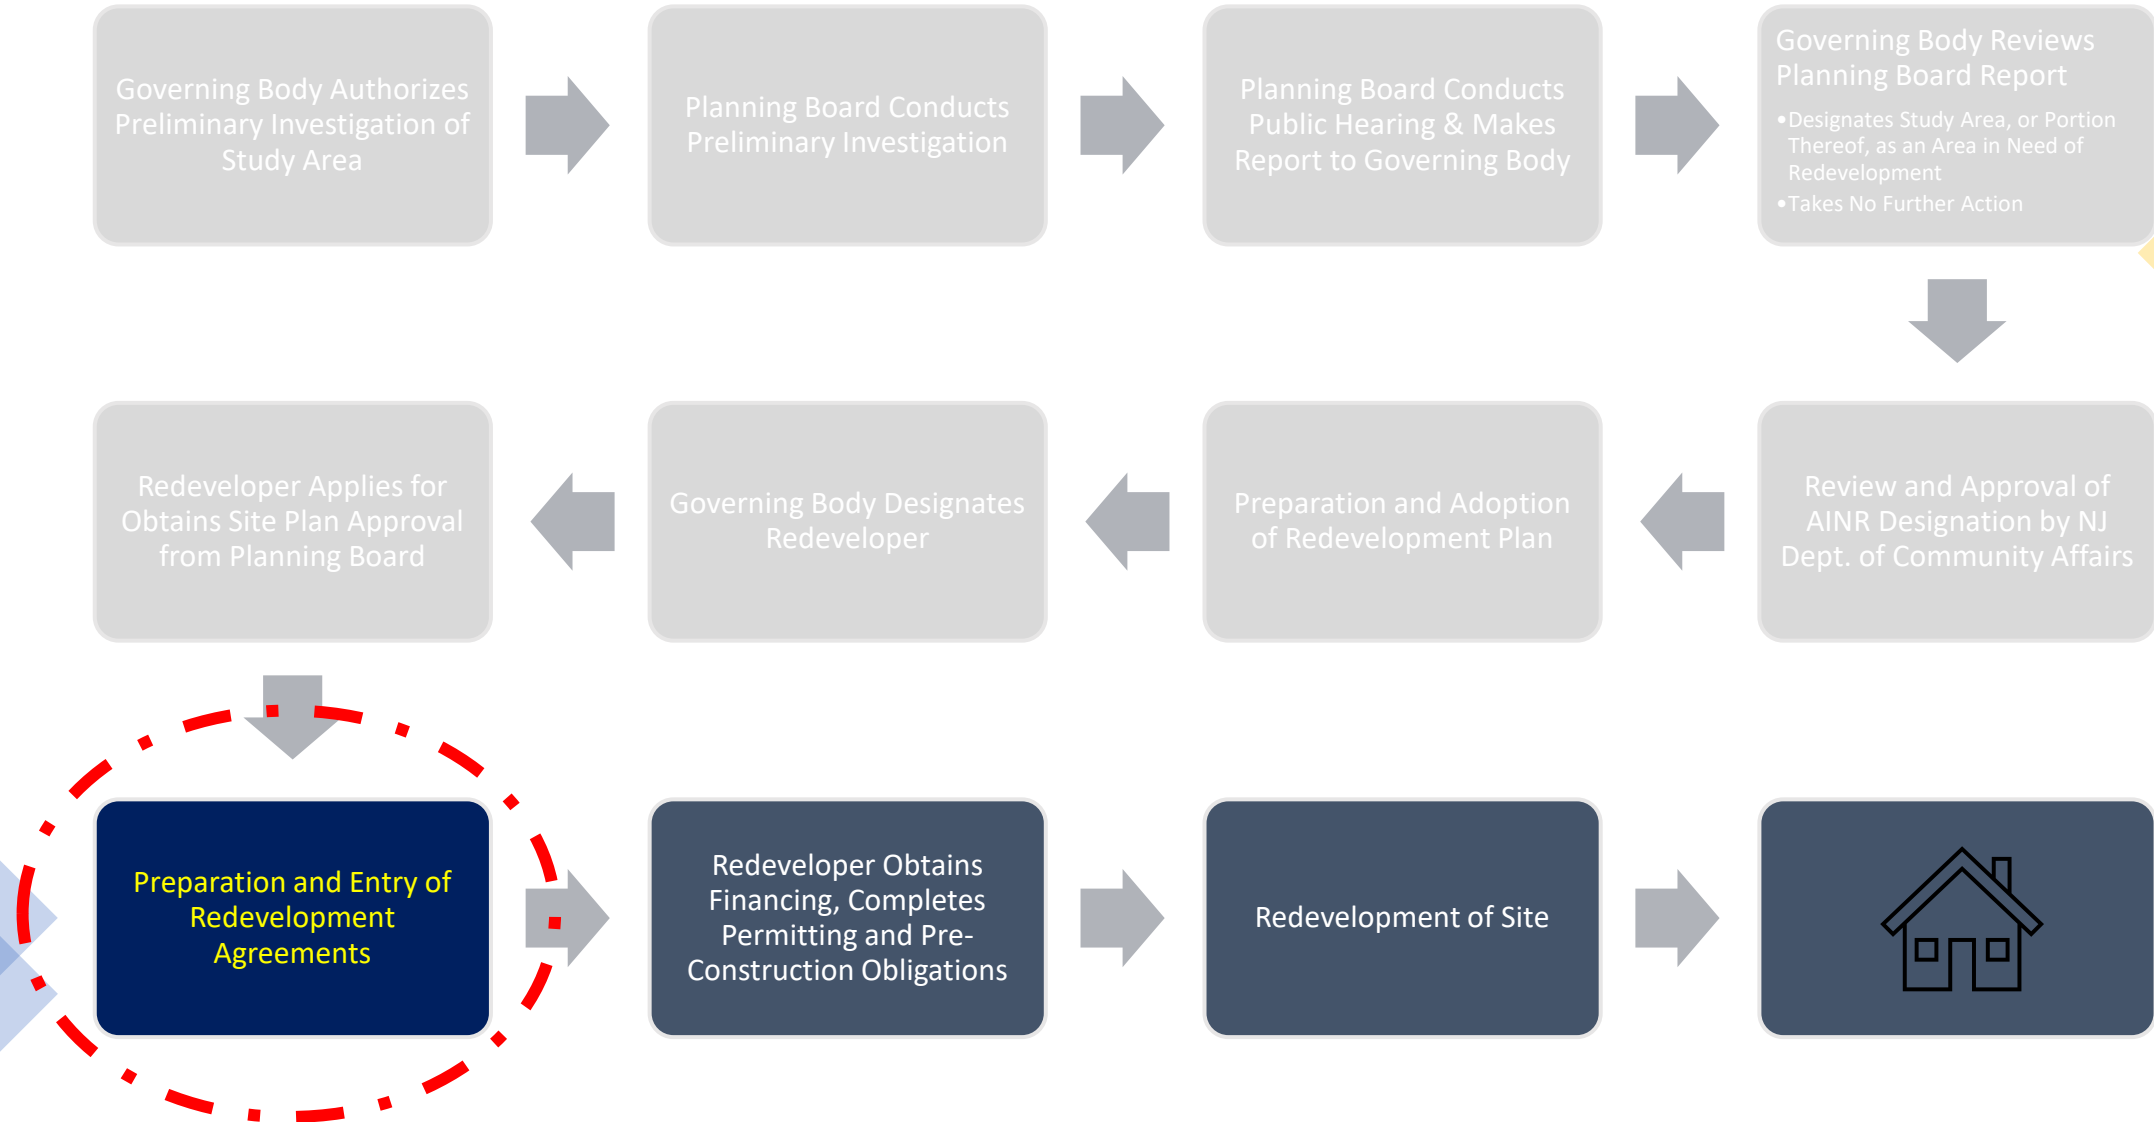 Governing Body Authorizes
Preliminary Investigation of
Study Area
Planning Board Conducts
Preliminary Investigation
Planning Board Conducts
Public Hearing & Makes
Report to Governing Body
Governing Body Reviews
Planning Board Report
•Designates Study Area, or Portion
Thereof, as an Area in Need of
Redevelopment
•Takes No Further Action
Review and Approval of
AINR Designation by NJ
Dept. of Community Affairs
Preparation and Adoption
of Redevelopment Plan
Governing Body Designates
Redeveloper
Redeveloper Applies for
Obtains Site Plan Approval
from Planning Board
Preparation and Entry of
Redevelopment
Agreements
Redeveloper Obtains
Financing, Completes
Permitting and Pre-
Construction Obligations
Redevelopment of Site